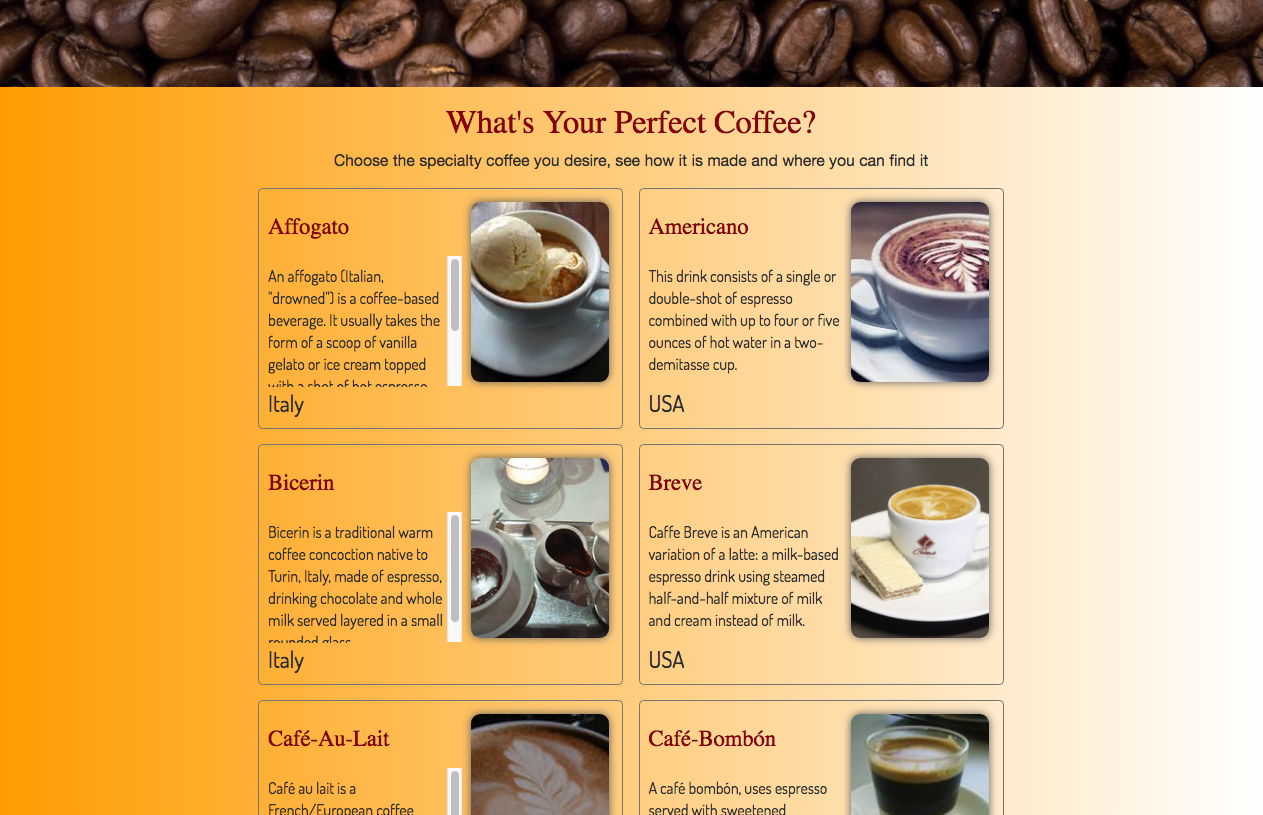 What's Your Perfect Coffee?
Choose the specialty coffee you desire, see how it is made and where you can find it
Affogato
An affogato (Italian,
"drowned") is a coffee-based
beverage. It usually takes the
form of a scoop of vanilla
gelato or ice cream topped
with a shot of hot espresso
Italy
Americano
This drink consists of a single or
double-shot of espresso
combined with up to four or five
ounces of hot water in a two-
demitasse cup.
USA
Bicerin
Bicerin is a traditional warm
coffee concoction native to
Turin, Italy, made of espresso,
drinking chocolate and whole
milk served layered in a small
rounded glass.
Italy
Breve
Caffe Breve is an American
variation of a latte: a milk-based
espresso drink using steamed
half-and-half mixture of milk
and cream instead of milk.
USA
Café-Au-Lait
Café au lait is a
French/European coffee
Café-Bombón
A café bombón, uses espresso
served with sweetened